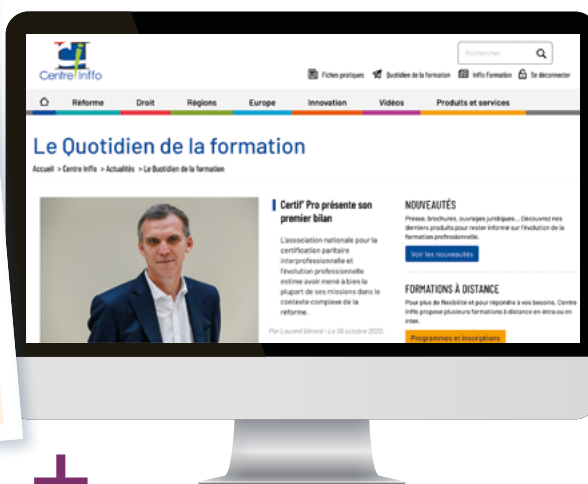 Centre Inffo
Rechercher
Fiches pratiques Quotidien de la formation Inffo Formation Se déconnecter
Réforme Droit Régions Europe Innovation Vidéos Produits et services
Le Quotidien de la formation
Accueil > Centre Inffo > Actualités > Le Quotidien de la formation
Certif' Pro présente son
premier bilan
L'association nationale pour la
certification paritaire
interprofessionnelle et
l'évolution professionnelle
estime avoir mené à bien la
plupart de ses missions dans le
contexte complexe de la
réforme.
Par Laurent Gérard - Le 08 octobre 2020.
NOUVEAUTÉS
Presse, brochures, ouvrages juridiques... Découvrez nos
derniers produits pour rester informé sur l'évolution de la
formation professionnelle.
Voir les nouveautés
FORMATIONS À DISTANCE
Pour plus de flexibilité et pour répondre à vos besoins, Centre
Inffo propose plusieurs formations à distance en intra ou en
inter.
Programmes et inscriptions
+